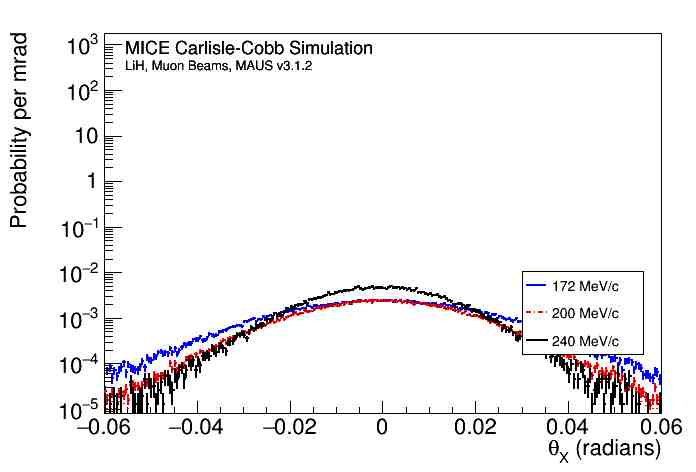 MICE Carlisle-Cobb Simulation
LiH, Muon Beams, MAUS v3.1.2
Probability per mrad
10³
10²
10
1
10⁻¹
10⁻²
10⁻³
10⁻⁴
10⁻⁵
172 MeV/c
200 MeV/c
240 MeV/c
−0.06 −0.04 −0.02 0 0.02 0.04 0.06
θ_X (radians)